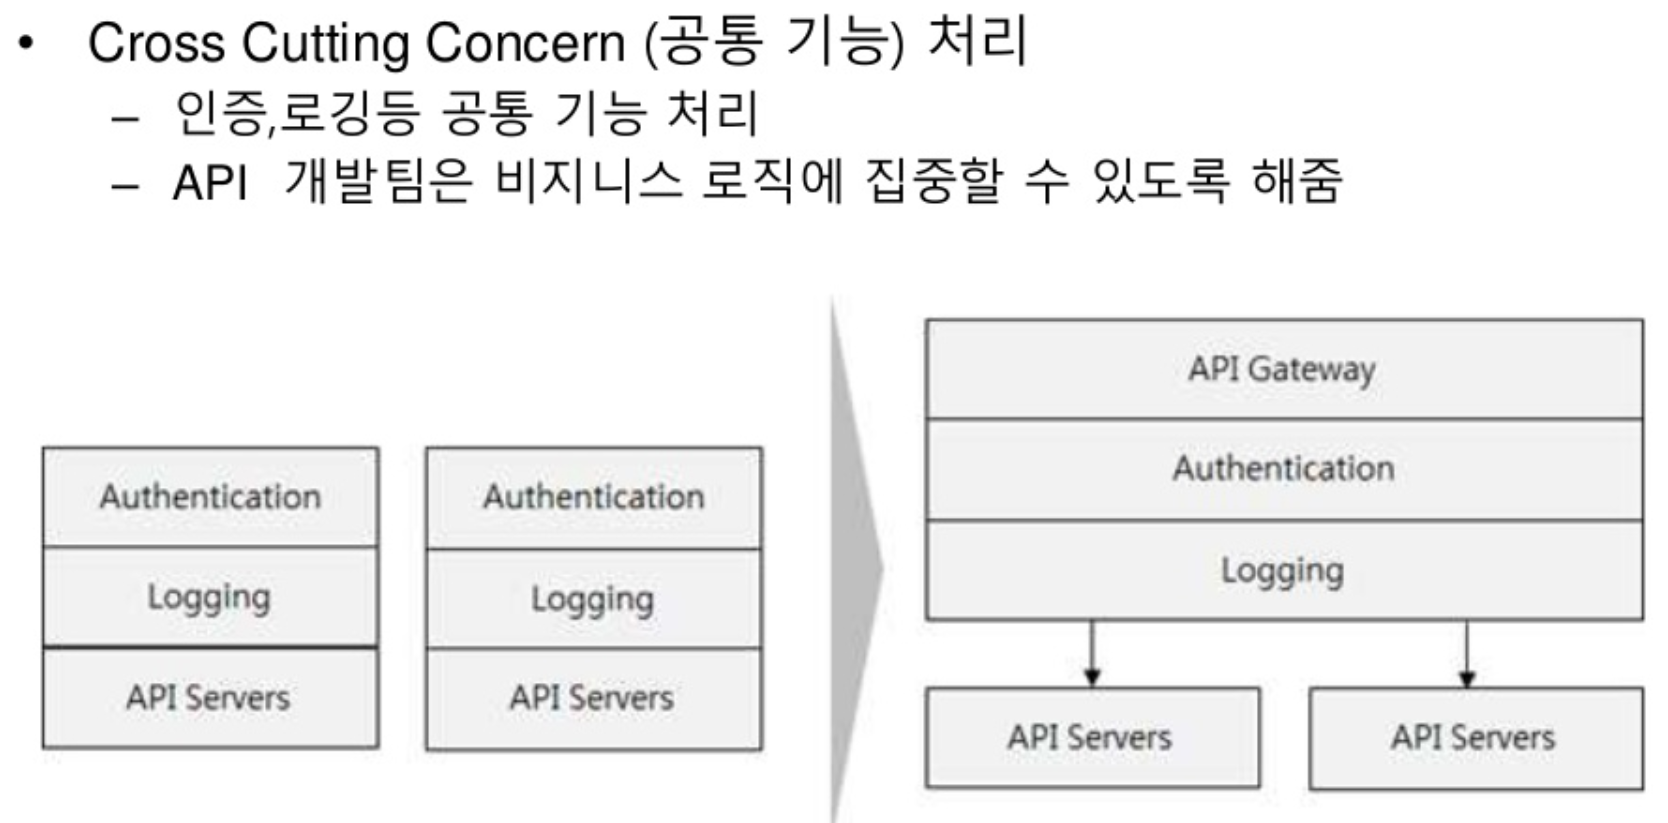 • Cross Cutting Concern (공통 기능) 처리
– 인증,로깅등 공통 기능 처리
– API 개발팀은 비지니스 로직에 집중할 수 있도록 해줌
Authentication
Logging
API Servers
Authentication
Logging
API Servers
API Gateway
Authentication
Logging
API Servers
API Servers